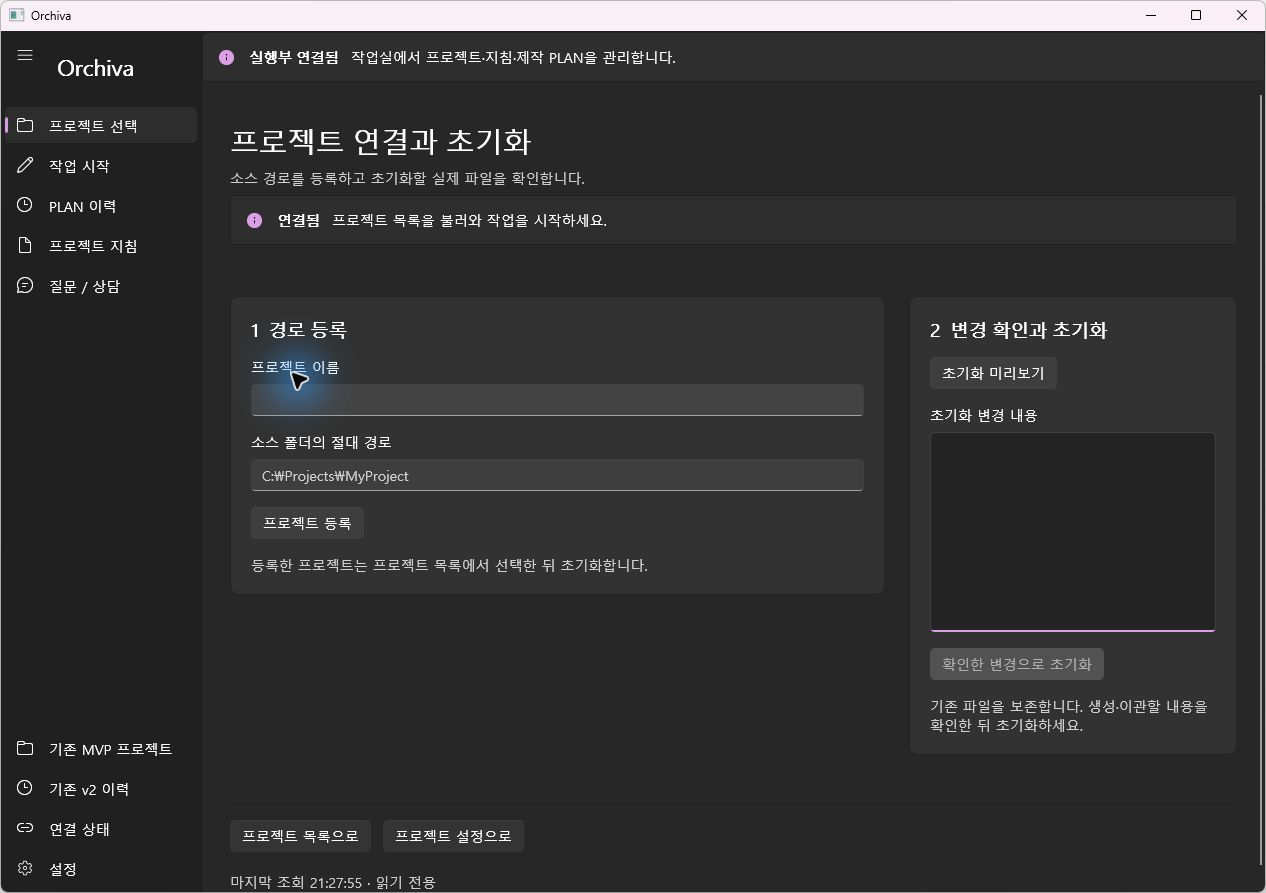 Orchiva
Orchiva
실행부 연결됨 작업실에서 프로젝트·지침·제작 PLAN을 관리합니다.
프로젝트 선택
작업 시작
PLAN 이력
프로젝트 지침
질문 / 상담
기존 MVP 프로젝트
기존 v2 이력
연결 상태
설정
프로젝트 연결과 초기화
소스 경로를 등록하고 초기화할 실제 파일을 확인합니다.
연결됨 프로젝트 목록을 불러와 작업을 시작하세요.
1 경로 등록
프로젝트 이름
소스 폴더의 절대 경로
C:₩Projects₩MyProject
프로젝트 등록
등록한 프로젝트는 프로젝트 목록에서 선택한 뒤 초기화합니다.
2 변경 확인과 초기화
초기화 미리보기
초기화 변경 내용
확인한 변경으로 초기화
기존 파일을 보존합니다. 생성·이관할 내용을
확인한 뒤 초기화하세요.
프로젝트 목록으로
프로젝트 설정으로
마지막 조회 21:27:55 · 읽기 전용